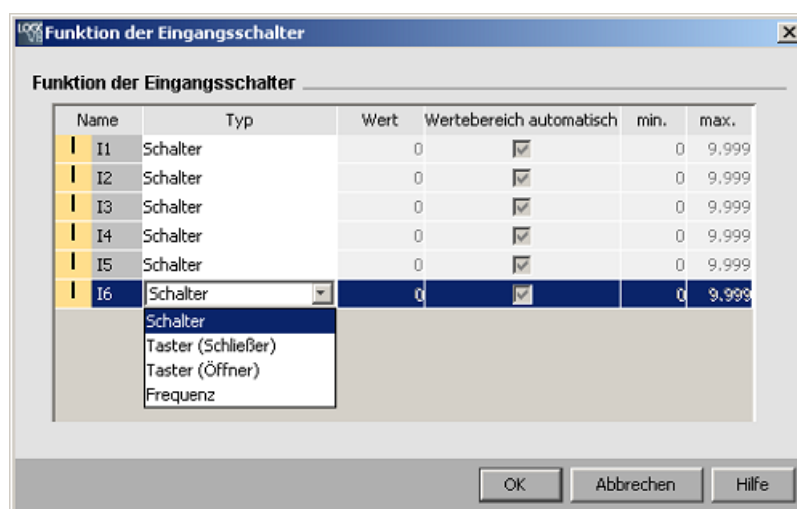 Funktion der Eingangsschalter
Funktion der Eingangsschalter
Name Typ Wert Wertebereich automatisch min. max.
I I1 Schalter 0 0 9.999
I I2 Schalter 0 0 9.999
I I3 Schalter 0 0 9.999
I I4 Schalter 0 0 9.999
I I5 Schalter 0 0 9.999
I I6 Schalter 0 0 9.999
Schalter
Taster (Schließer)
Taster (Öffner)
Frequenz
OK Abbrechen Hilfe